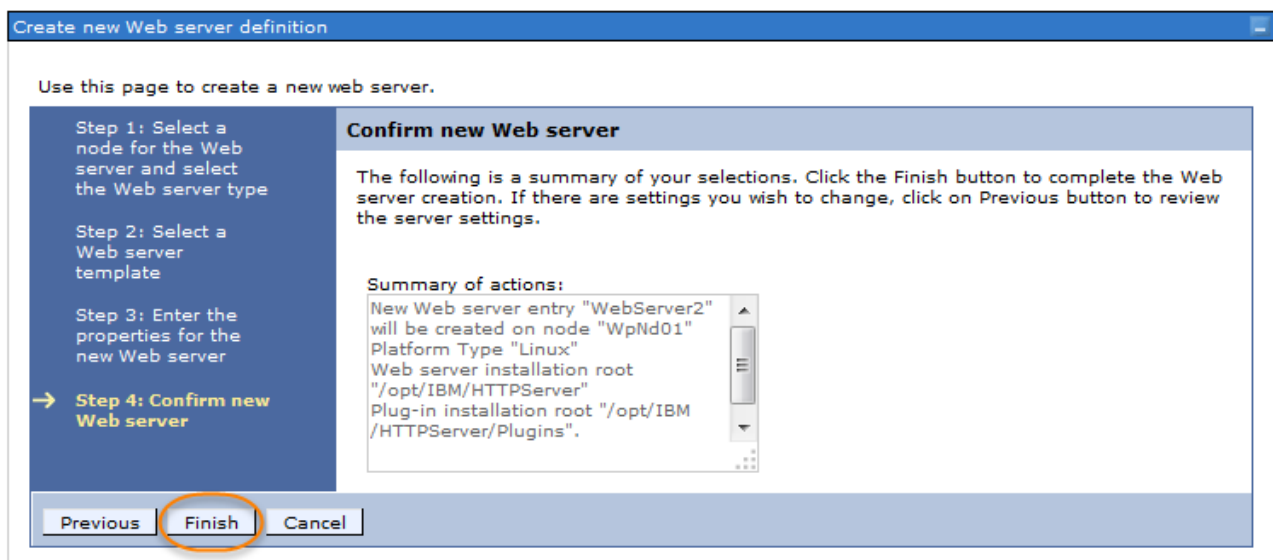 Create new Web server definition
Use this page to create a new web server.
Step 1: Select a
node for the Web
server and select
the Web server type
Step 2: Select a
Web server
template
Step 3: Enter the
properties for the
new Web server
Step 4: Confirm new
Web server
Confirm new Web server
The following is a summary of your selections. Click the Finish button to complete the Web
server creation. If there are settings you wish to change, click on Previous button to review
the server settings.
Summary of actions:
New Web server entry "WebServer2"
will be created on node "WpNd01"
Platform Type "Linux"
Web server installation root
"/opt/IBM/HTTPServer"
Plug-in installation root "/opt/IBM
/HTTPServer/Plugins".
Previous Finish Cancel